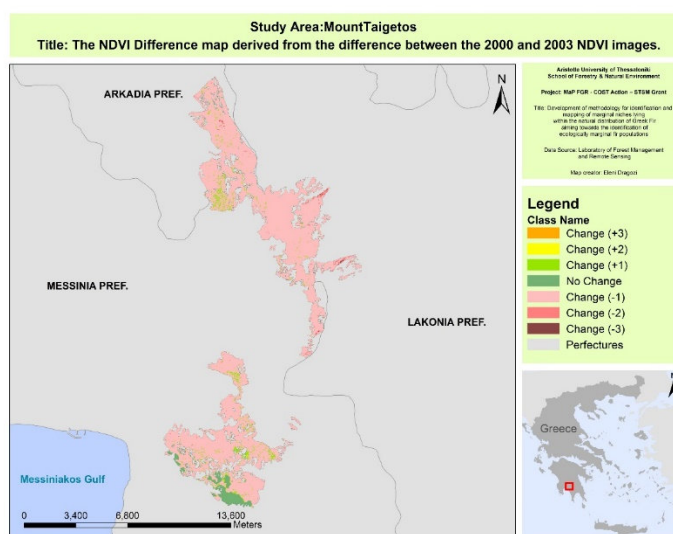 Study Area:MountTaigetos
Title: The NDVI Difference map derived from the difference between the 2000 and 2003 NDVI images.
ARKADIA PREF.
N
MESSINIA PREF.
LAKONIA PREF.
Messiniakos Gulf
0 3,400 6,800 13,600
Meters
Aristotle University of Thessaloniki
School of Forestry & Natural Environment
Project: MaP FGR - COST Action – STSM Grant
Title: Development of methodology for identification and
mapping of marginal niches lying
within the natural distribution of Greek Fir
aiming towards the identification of
ecologically marginal fir populations
Data Source: Laboratory of Forest Management
and Remote Sensing
Map creator: Eleni Dragozi
Legend
Class Name
Change (+3)
Change (+2)
Change (+1)
No Change
Change (-1)
Change (-2)
Change (-3)
Perfectures
Greece